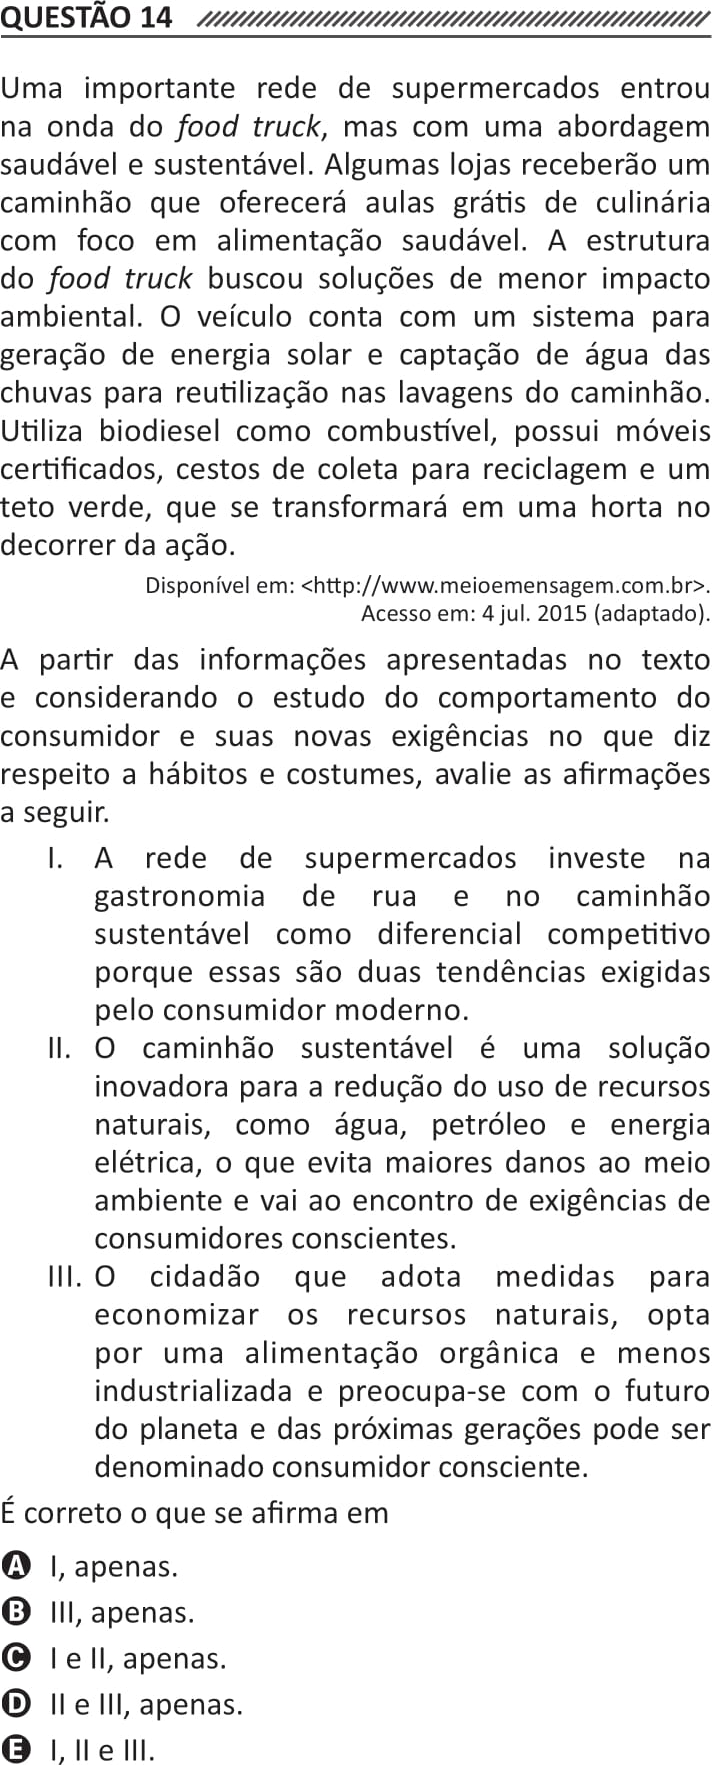 QUESTÃO 14
Uma importante rede de supermercados entrou
na onda do food truck, mas com uma abordagem
saudável e sustentável. Algumas lojas receberão um
caminhão que oferecerá aulas grátis de culinária
com foco em alimentação saudável. A estrutura
do food truck buscou soluções de menor impacto
ambiental. O veículo conta com um sistema para
geração de energia solar e captação de água das
chuvas para reutilização nas lavagens do caminhão.
Utiliza biodiesel como combustível, possui móveis
certificados, cestos de coleta para reciclagem e um
teto verde, que se transformará em uma horta no
decorrer da ação.
Disponível em: <http://www.meioemensagem.com.br>.
Acesso em: 4 jul. 2015 (adaptado).
A partir das informações apresentadas no texto
e considerando o estudo do comportamento do
consumidor e suas novas exigências no que diz
respeito a hábitos e costumes, avalie as afirmações
a seguir.
I. A rede de supermercados investe na
gastronomia de rua e no caminhão
sustentável como diferencial competitivo
porque essas são duas tendências exigidas
pelo consumidor moderno.
II. O caminhão sustentável é uma solução
inovadora para a redução do uso de recursos
naturais, como água, petróleo e energia
elétrica, o que evita maiores danos ao meio
ambiente e vai ao encontro de exigências de
consumidores conscientes.
III. O cidadão que adota medidas para
economizar os recursos naturais, opta
por uma alimentação orgânica e menos
industrializada e preocupa-se com o futuro
do planeta e das próximas gerações pode ser
denominado consumidor consciente.
É correto o que se afirma em
A I, apenas.
B III, apenas.
C I e II, apenas.
D II e III, apenas.
E I, II e III.